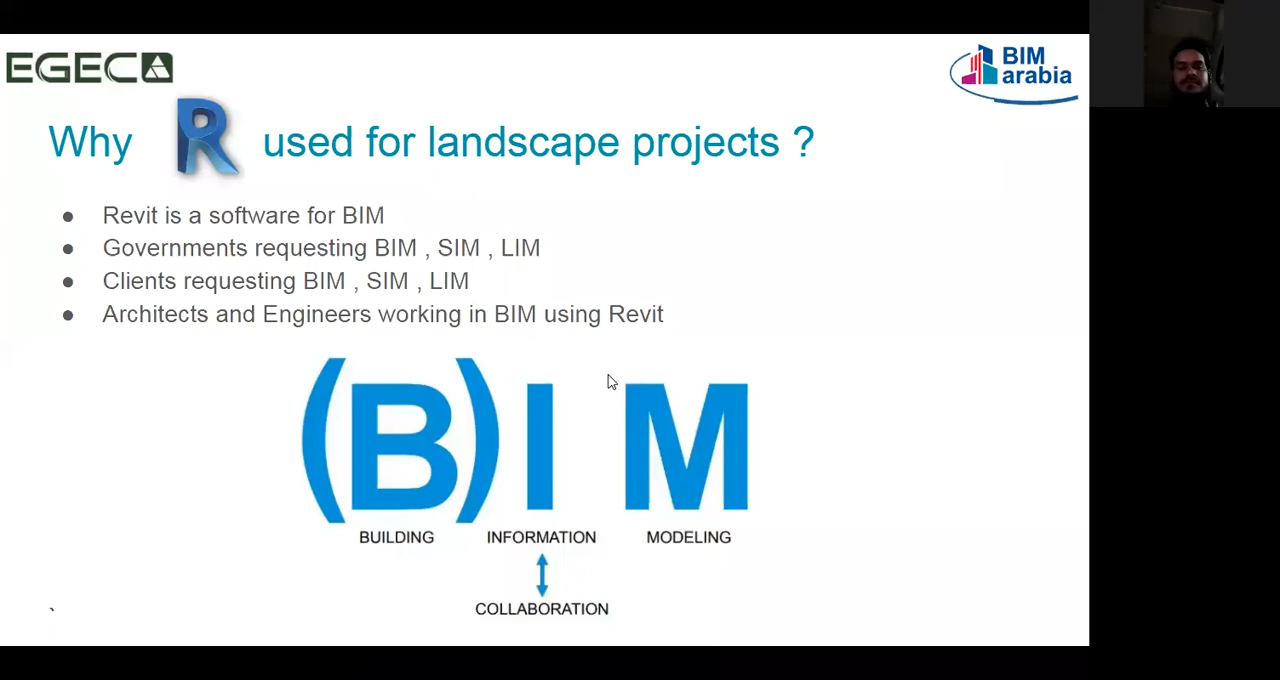 EGEC
BIM
arabia
Why R used for landscape projects ?
● Revit is a software for BIM
● Governments requesting BIM , SIM , LIM
● Clients requesting BIM , SIM , LIM
● Architects and Engineers working in BIM using Revit
(B) I M
BUILDING INFORMATION MODELING
COLLABORATION
`